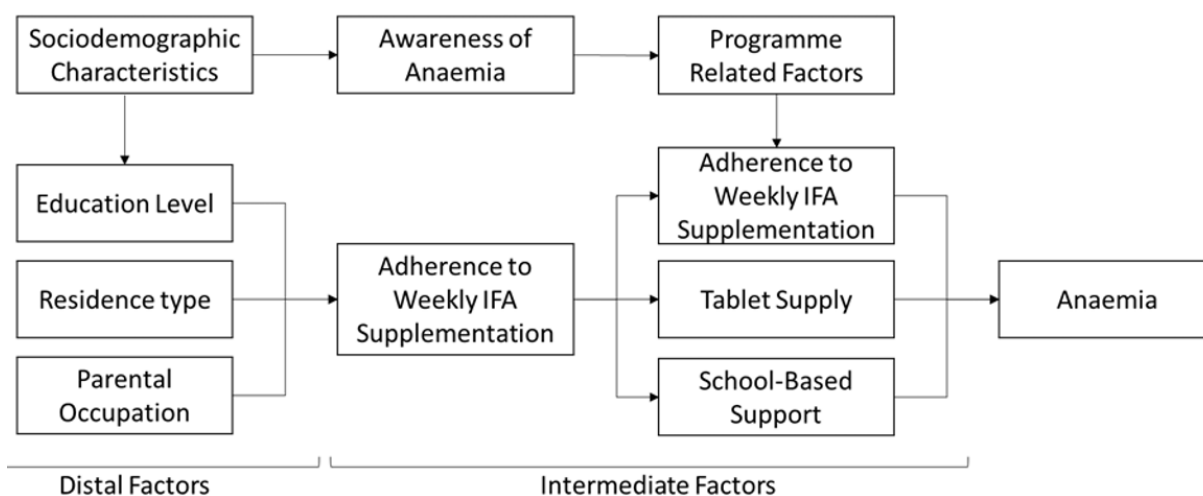 Sociodemographic
Characteristics
Awareness of
Anaemia
Programme
Related Factors
Education Level
Residence type
Parental
Occupation
Adherence to
Weekly IFA
Supplementation
Adherence to
Weekly IFA
Supplementation
Tablet Supply
School-Based
Support
Anaemia
Distal Factors
Intermediate Factors